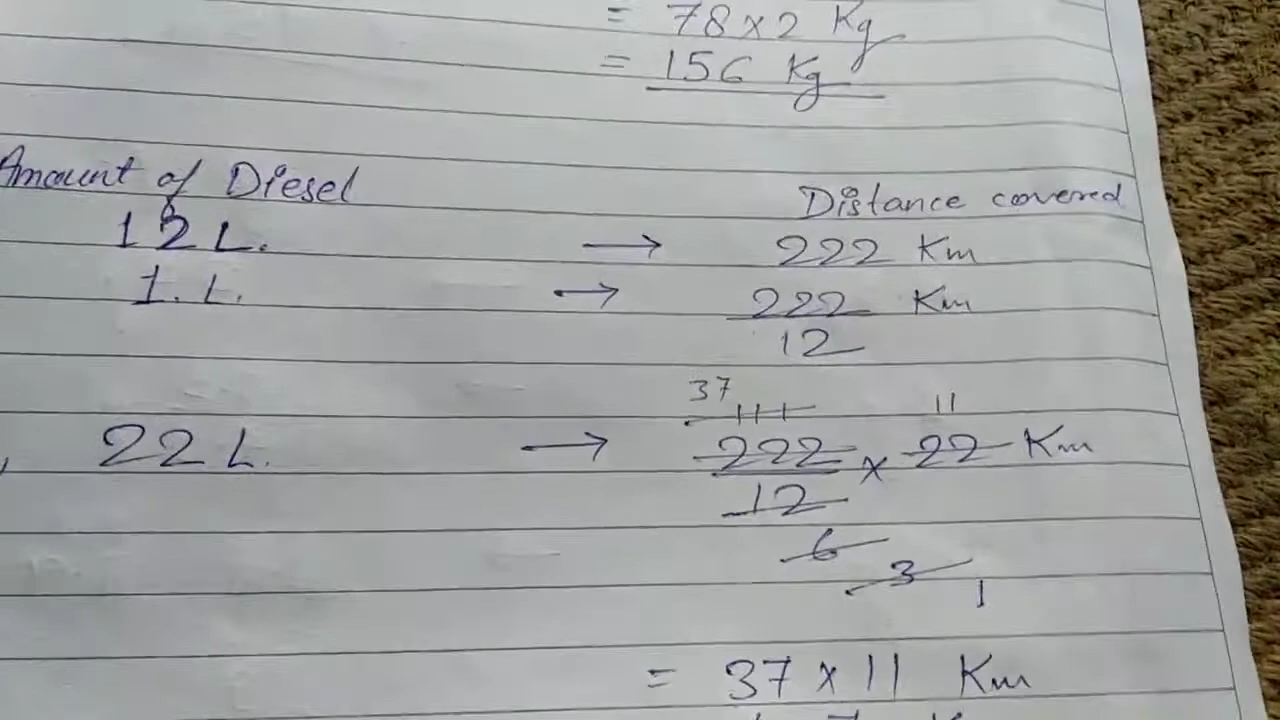 = 78 x 2 Kg
= 156 Kg
Amount of Diesel Distance covered
12 L. → 222 Km
1. L. → 222 Km
12
37 111 11
, 22 L. → 222 x 22 Km
12
6
3 1
= 37 x 11 Km